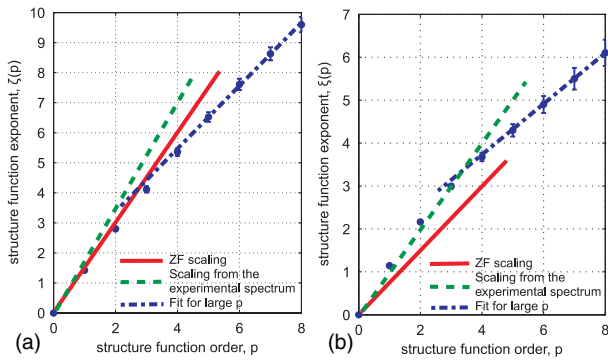 10
9
8
7
6
5
4
3
2
1
0
structure function exponent, ξ(p)
0 2 4 6 8
structure function order, p
ZF scaling
Scaling from the
experimental spectrum
Fit for large p
(a)
7
6
5
4
3
2
1
0
structure function exponent, ξ(p)
0 2 4 6 8
structure function order, p
ZF scaling
Scaling from the
experimental spectrum
Fit for large p
(b)